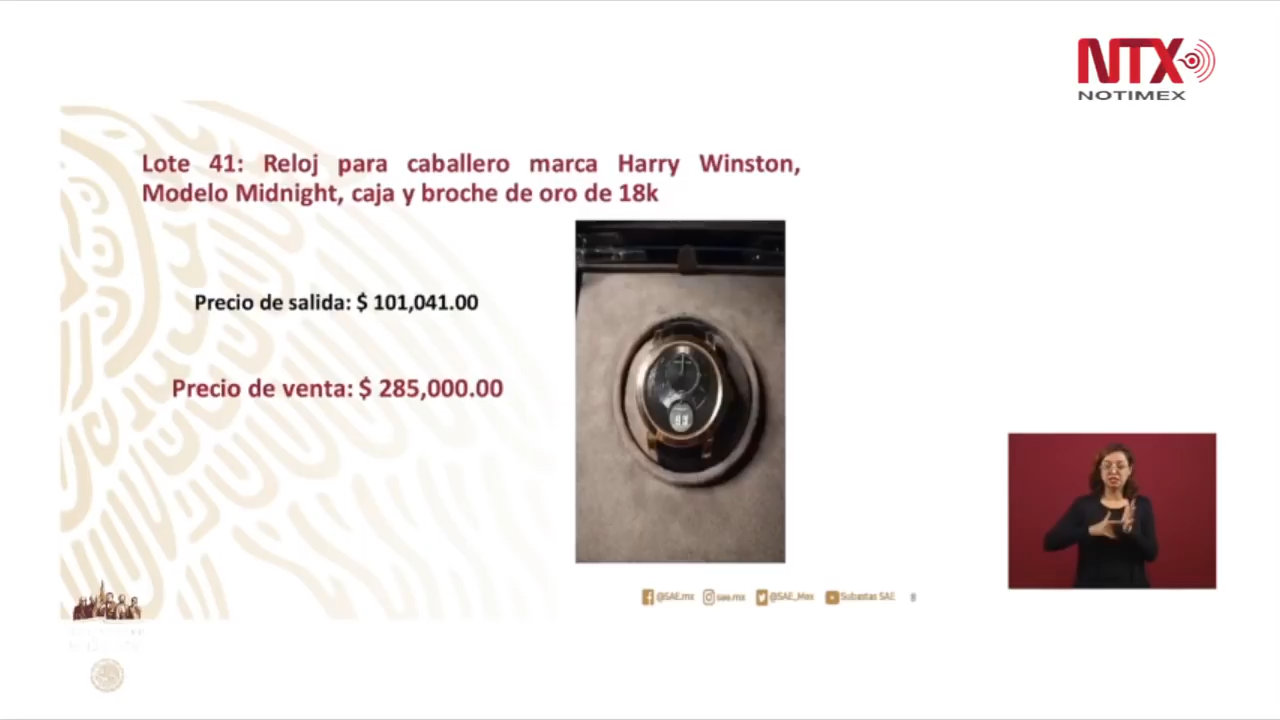 NTX
NOTIMEX
Lote 41: Reloj para caballero marca Harry Winston,
Modelo Midnight, caja y broche de oro de 18k
Precio de salida: $ 101,041.00
Precio de venta: $ 285,000.00
@SAE.mx sae.mx @SAE_Mex Subastas SAE 8